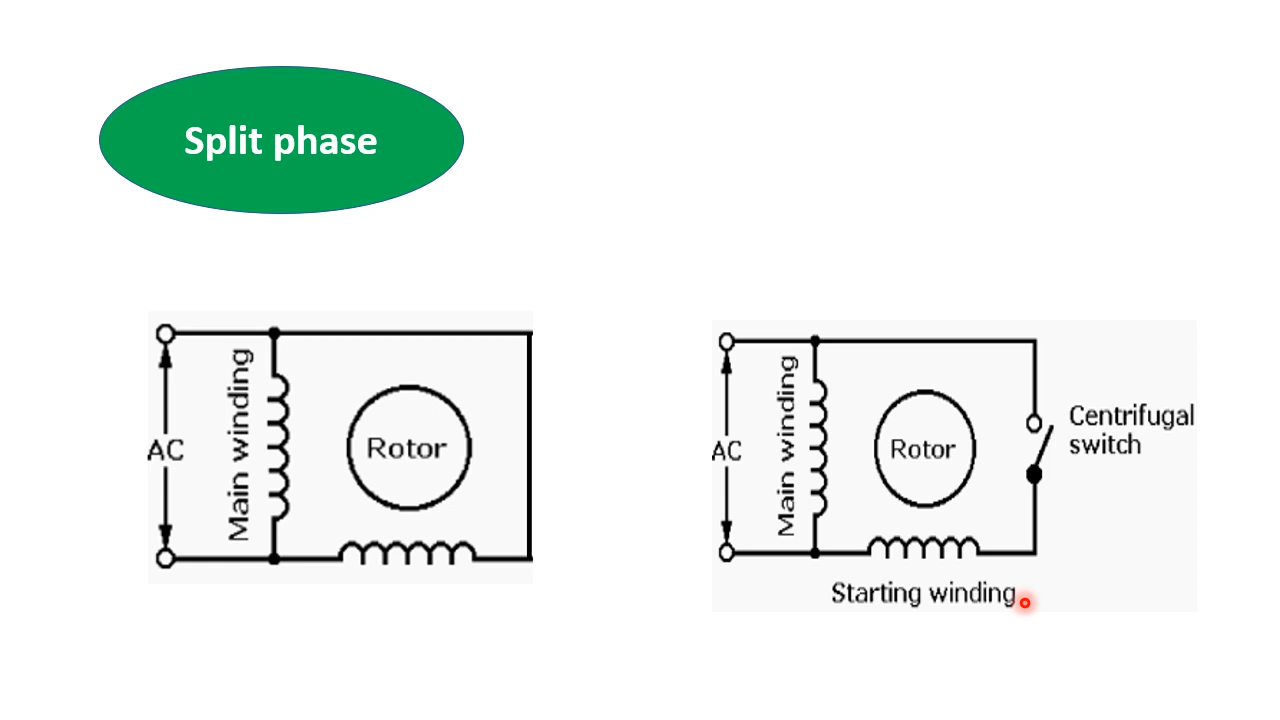 Split phase
Main winding
AC
Rotor
Main winding
AC
Rotor
Centrifugal
switch
Starting winding